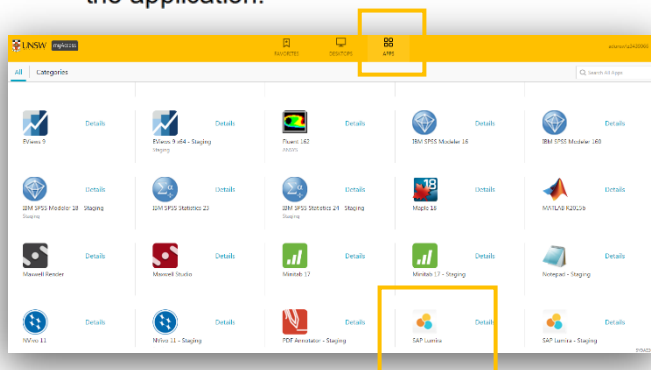 the application.
UNSW myAccess
FAVORITES DESKTOPS APPS
All Categories Search All Apps
Details Details Details Details Details
EViews 9 EViews 9 x64 - Staging Fluent 162 IBM SPSS Modeler 16 IBM SPSS Modeler 160
Staging ANSYS
Details Details Details Details Details
IBM SPSS Modeler 18 Staging IBM SPSS Statistics 23 IBM SPSS Statistics 24 Staging Maple 18 MATLAB R2015b
Staging Staging
Details Details Details Details Details
Maxwell Render Maxwell Studio Minitab 17 Minitab 17 - Staging Notepad - Staging
Details Details Details Details Details
NVivo 11 NVivo 11 - Staging PDF Annotator - Staging SAP Lumira SAP Lumira - Staging